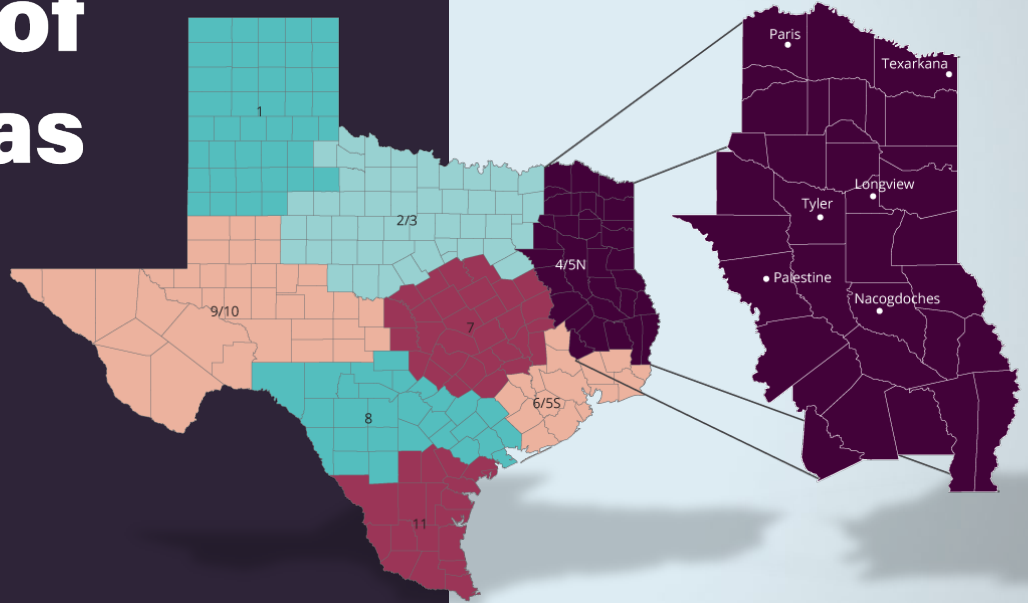 of
as
1
2/3
4/5N
9/10
7
6/5S
8
11
Paris
Texarkana
Longview
Tyler
Palestine
Nacogdoches